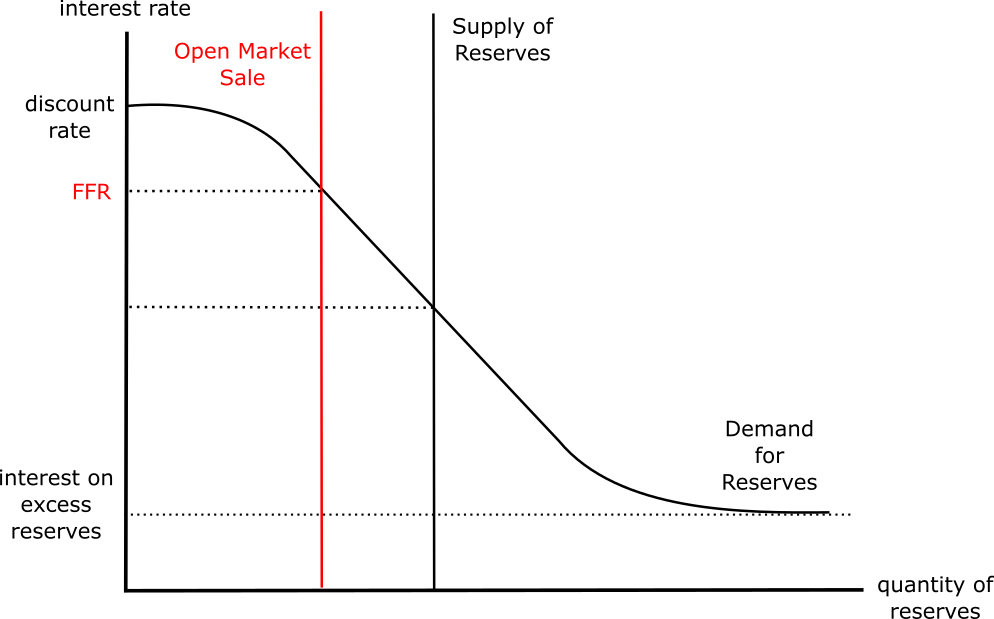 interest rate
Supply of
Reserves
Open Market
Sale
discount
rate
FFR
Demand
for
Reserves
interest on
excess
reserves
quantity of
reserves